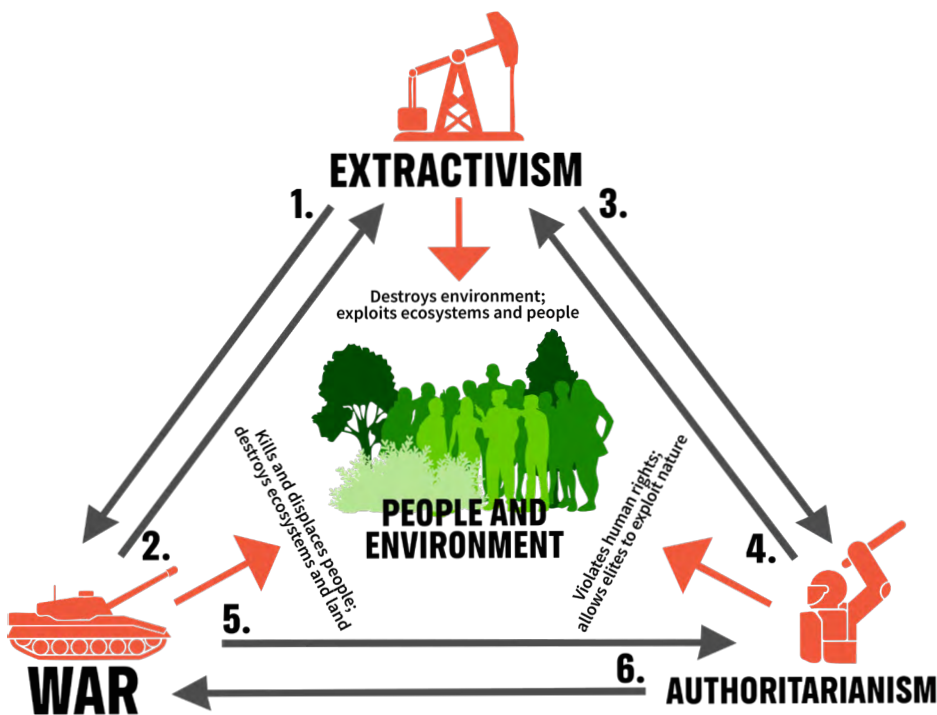 EXTRACTIVISM
1.
3.
Destroys environment;
exploits ecosystems and people
Kills and displaces people;
destroys ecosystems and land
Violates human rights;
allows elites to exploit nature
PEOPLE AND
ENVIRONMENT
2.
4.
5.
6.
WAR
AUTHORITARIANISM